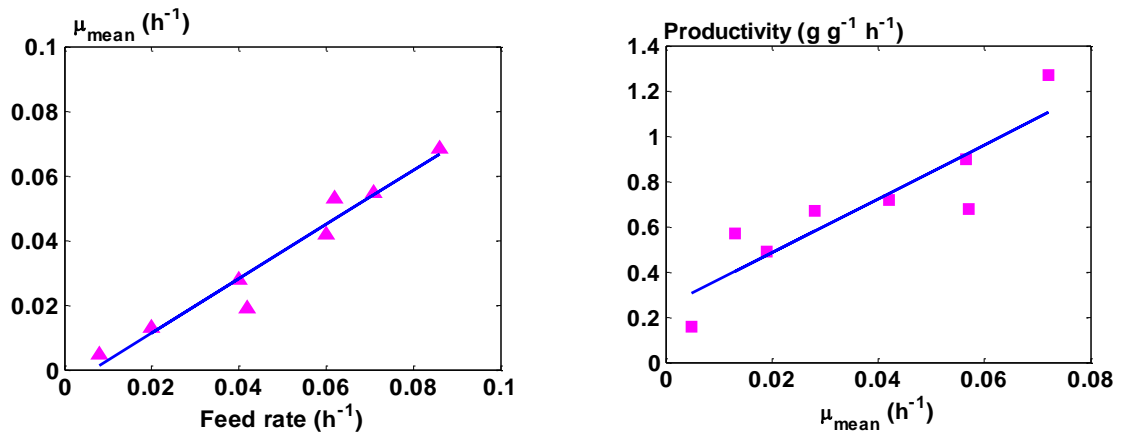 μmean (h-1)
0.1
0.08
0.06
0.04
0.02
0
0 0.02 0.04 0.06 0.08 0.1
Feed rate (h-1)
Productivity (g g-1 h-1)
1.4
1.2
1
0.8
0.6
0.4
0.2
0
0 0.02 0.04 0.06 0.08
μmean (h-1)